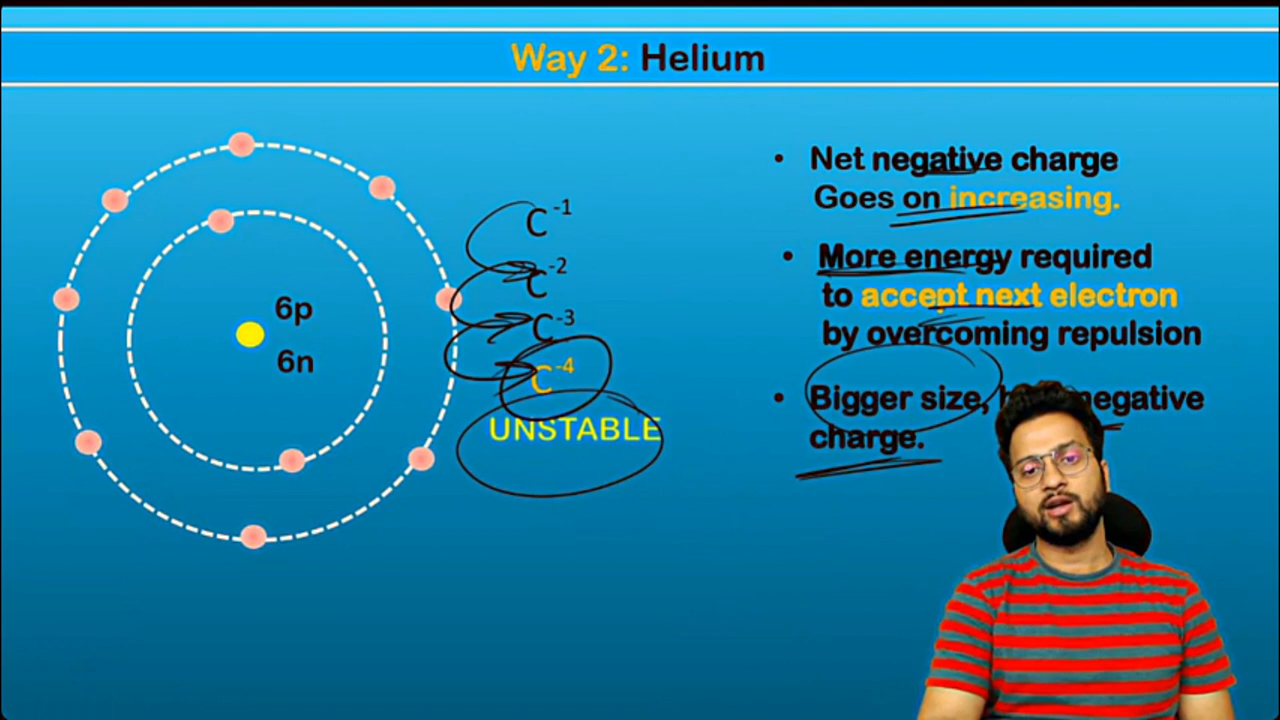 Way 2: Helium
6p
6n
C-1
C-2
C-3
C-4
UNSTABLE
• Net negative charge
Goes on increasing.
• More energy required
to accept next electron
by overcoming repulsion
• Bigger size, negative
charge.